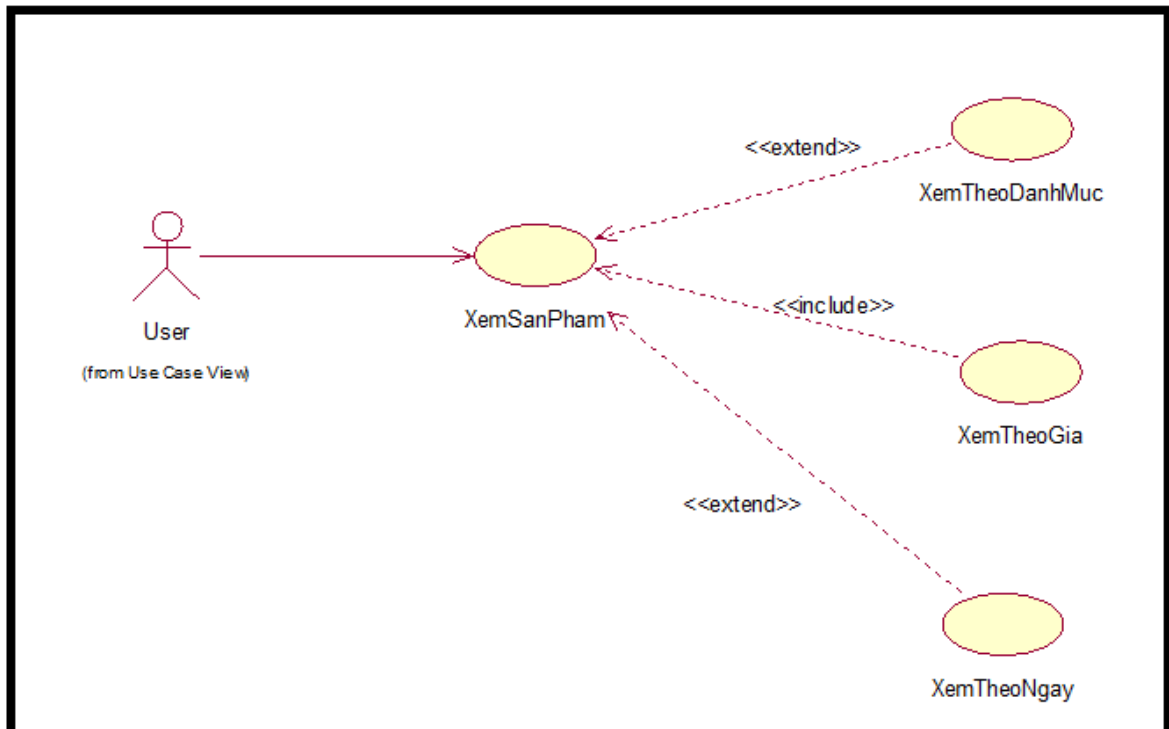 <<extend>>
XemTheoDanhMuc
<<include>>
XemSanPham
User
(from Use Case View)
XemTheoGia
<<extend>>
XemTheoNgay